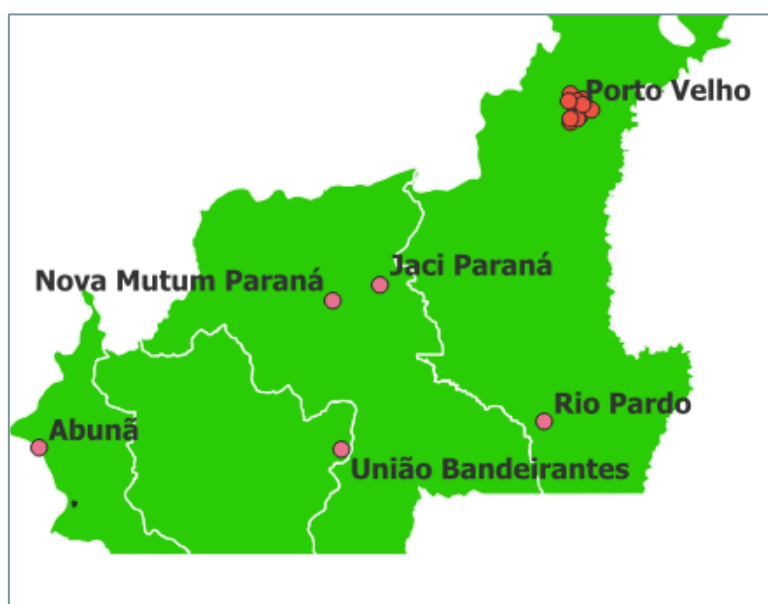 Porto Velho
Jaci Paraná
Nova Mutum Paraná
Rio Pardo
Abunã
União Bandeirantes